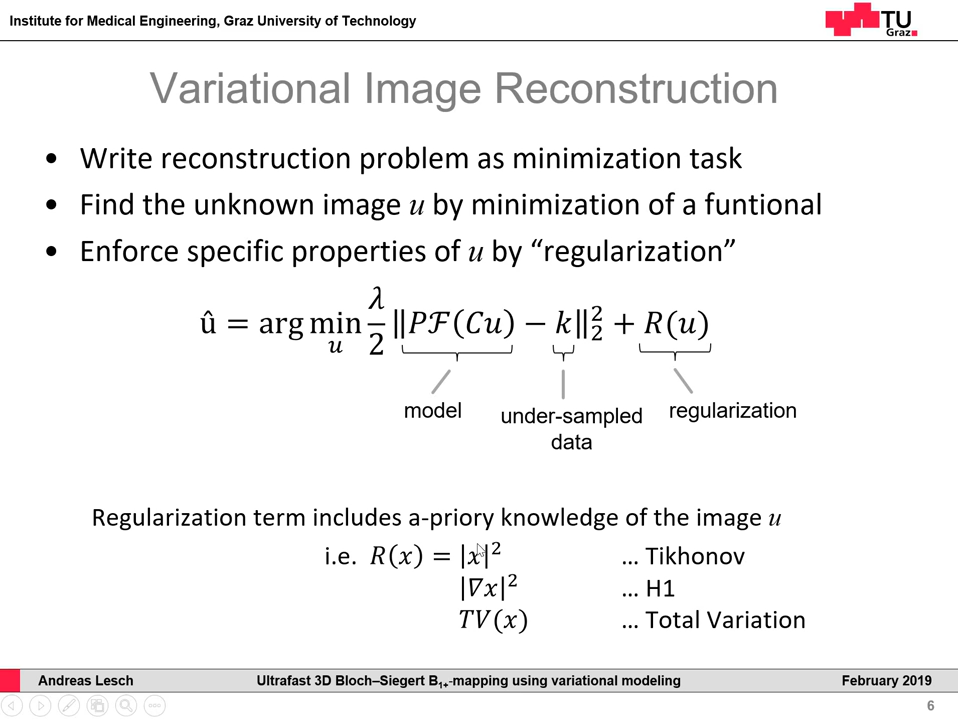 Institute for Medical Engineering, Graz University of Technology
TU
Graz
Variational Image Reconstruction
• Write reconstruction problem as minimization task
• Find the unknown image u by minimization of a funtional
• Enforce specific properties of u by “regularization”
û = arg min_u λ/2 ‖Pℱ(Cu) − k‖₂² + R(u)
model
under-sampled
data
regularization
Regularization term includes a-priory knowledge of the image u
i.e. R(x) = |x|² … Tikhonov
|∇x|² … H1
TV(x) … Total Variation
Andreas Lesch Ultrafast 3D Bloch–Siegert B1+-mapping using variational modeling February 2019
6